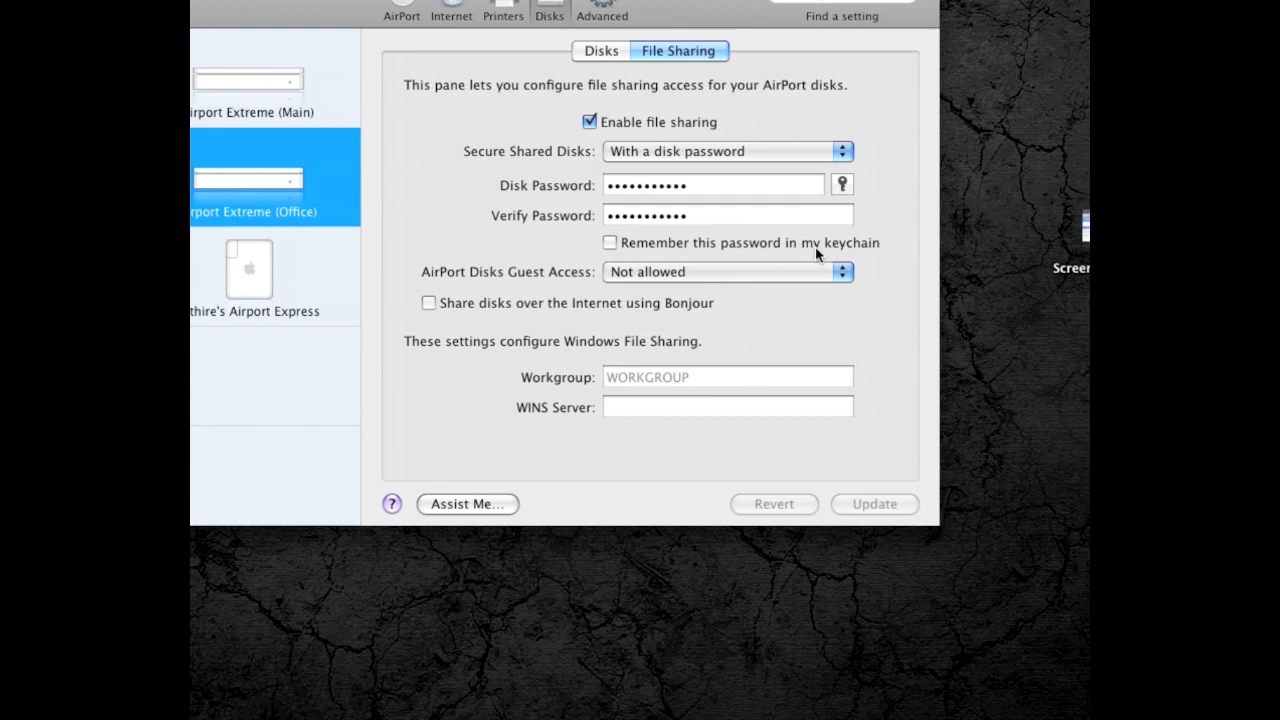 AirPort Internet Printers Disks Advanced Find a setting
Disks File Sharing
This pane lets you configure file sharing access for your AirPort disks.
irport Extreme (Main)
Enable file sharing
Secure Shared Disks: With a disk password
Disk Password: •••••••••••
rport Extreme (Office)
Verify Password: •••••••••••
Remember this password in my keychain
AirPort Disks Guest Access: Not allowed
Share disks over the Internet using Bonjour
thire's Airport Express
These settings configure Windows File Sharing.
Workgroup: WORKGROUP
WINS Server:
? Assist Me... Revert Update
Screen